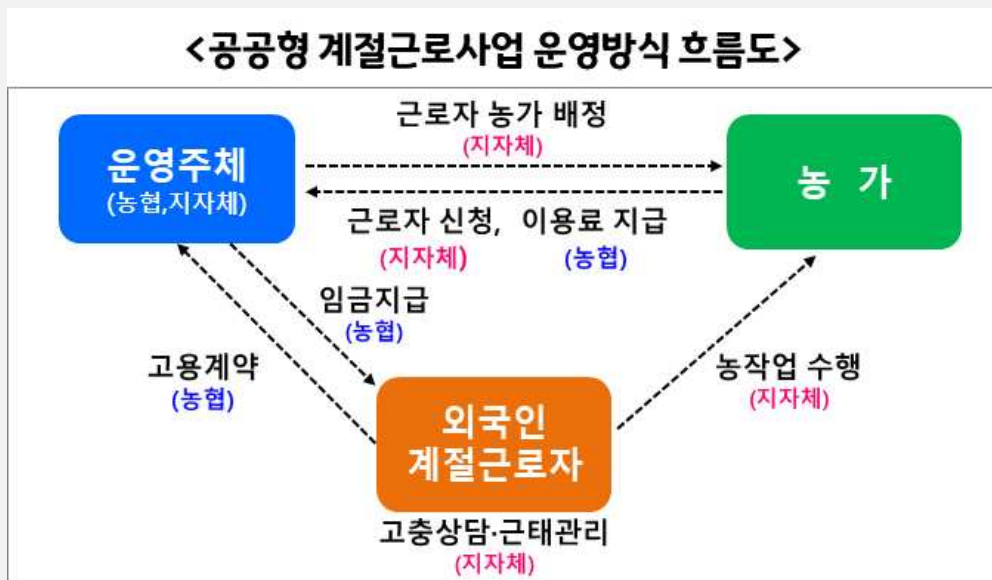 <공공형 계절근로사업 운영방식 흐름도>
근로자 농가 배정
(지자체)
운영주체
(농협,지자체)
농 가
근로자 신청, 이용료 지급
(지자체) (농협)
임금지급
(농협)
고용계약
(농협)
농작업 수행
(지자체)
외국인
계절근로자
고충상담·근태관리
(지자체)